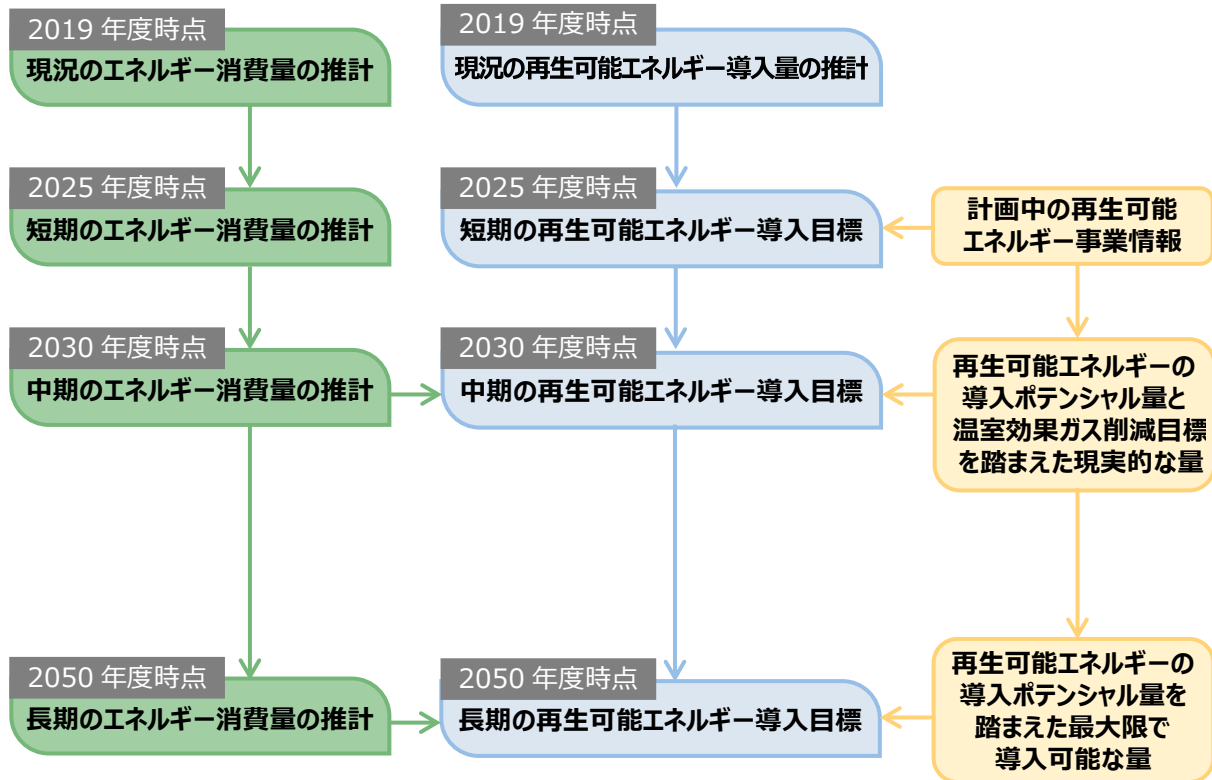 2019 年度時点
現況のエネルギー消費量の推計
2019 年度時点
現況の再生可能エネルギー導入量の推計
2025 年度時点
短期のエネルギー消費量の推計
2025 年度時点
短期の再生可能エネルギー導入目標
計画中の再生可能
エネルギー事業情報
2030 年度時点
中期のエネルギー消費量の推計
2030 年度時点
中期の再生可能エネルギー導入目標
再生可能エネルギーの
導入ポテンシャル量と
温室効果ガス削減目標
を踏まえた現実的な量
2050 年度時点
長期のエネルギー消費量の推計
2050 年度時点
長期の再生可能エネルギー導入目標
再生可能エネルギーの
導入ポテンシャル量を
踏まえた最大限で
導入可能な量